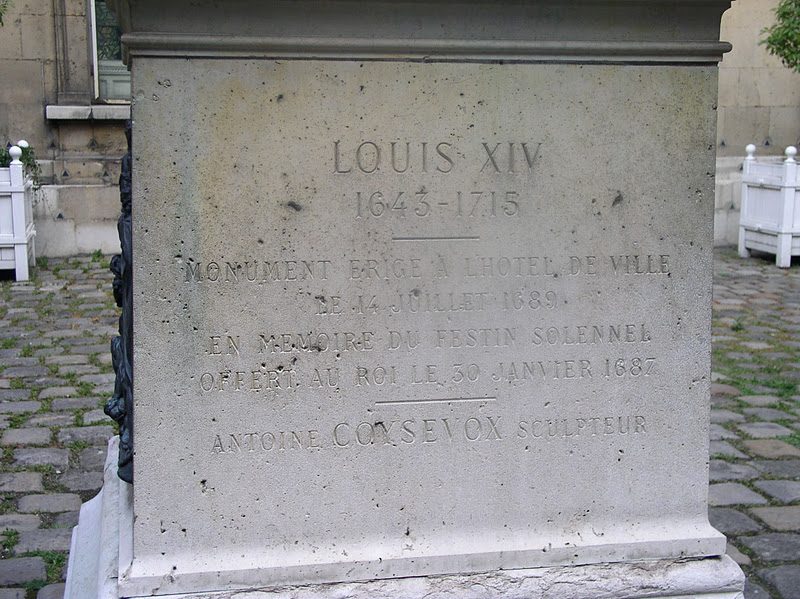 LOUIS XIV
1643-1715
MONUMENT ERIGE A LHOTEL DE VILLE
LE 14 JUILLET 1689
EN MEMOIRE DU FESTIN SOLENNEL
OFFERT AU ROI LE 30 JANVIER 1687
ANTOINE COYSEVOX SCULPTEUR